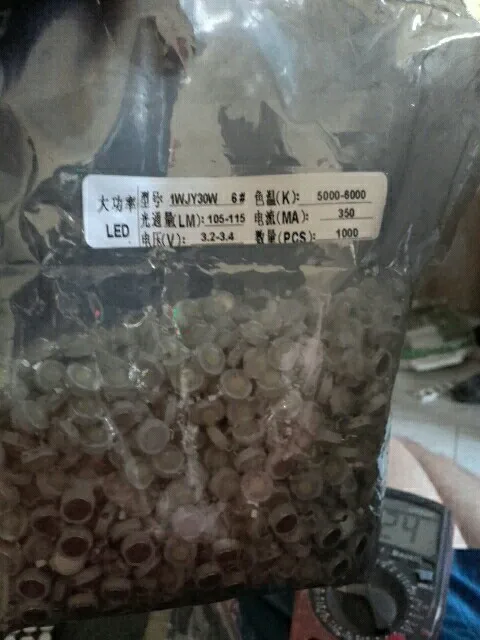 大功率 型号: 1WJY30W 6# 色温(K): 5000-6000
LED 光通量(LM): 105-115 电流(MA): 350
电压(V): 3.2-3.4 数量(PCS): 1000